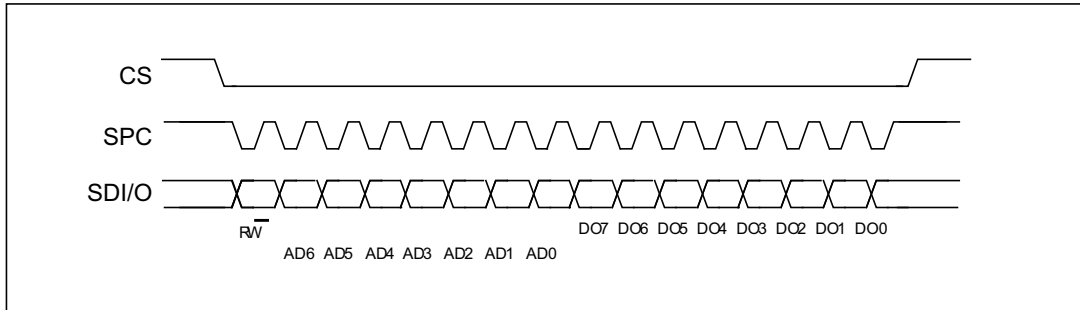 CS
SPC
SDI/O
RW
DO7 DO6 DO5 DO4 DO3 DO2 DO1 DO0
AD6 AD5 AD4 AD3 AD2 AD1 AD0